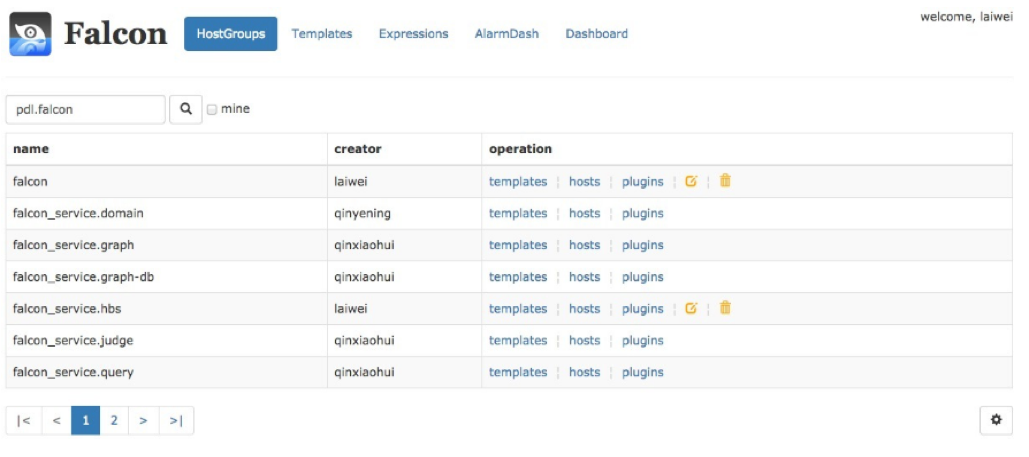 Falcon HostGroups Templates Expressions AlarmDash Dashboard welcome, laiwei
pdl.falcon mine
name creator operation
falcon laiwei templates ¦ hosts ¦ plugins ¦ ¦
falcon_service.domain qinyening templates ¦ hosts ¦ plugins
falcon_service.graph qinxiaohui templates ¦ hosts ¦ plugins
falcon_service.graph-db qinxiaohui templates ¦ hosts ¦ plugins
falcon_service.hbs laiwei templates ¦ hosts ¦ plugins ¦ ¦
falcon_service.judge qinxiaohui templates ¦ hosts ¦ plugins
falcon_service.query qinxiaohui templates ¦ hosts ¦ plugins
|< < 1 2 > >|